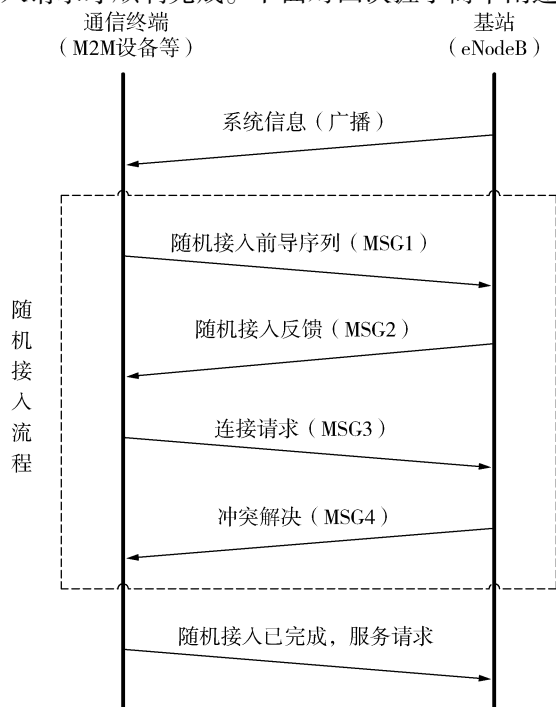 通信终端
（M2M设备等）
基站
（eNodeB）
系统信息（广播）
随机接入前导序列（MSG1）
随机接入反馈（MSG2）
随机接入流程
连接请求（MSG3）
冲突解决（MSG4）
随机接入已完成，服务请求